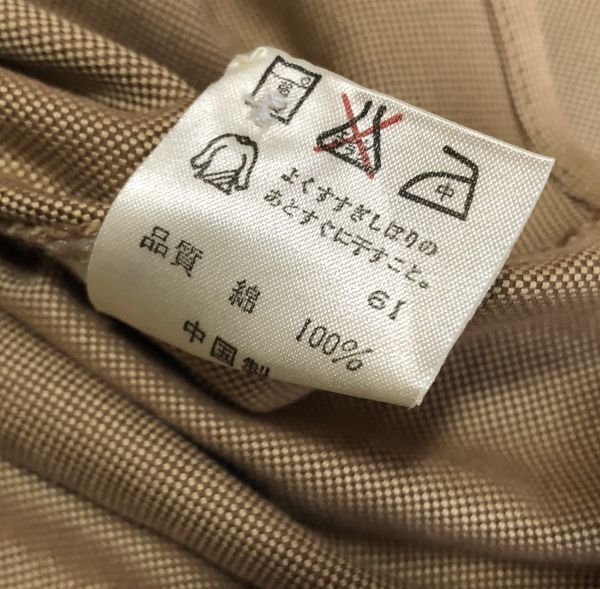 中
よくすすぎしぼりの
あとすぐに干すこと。
品質 綿 100%
中国製